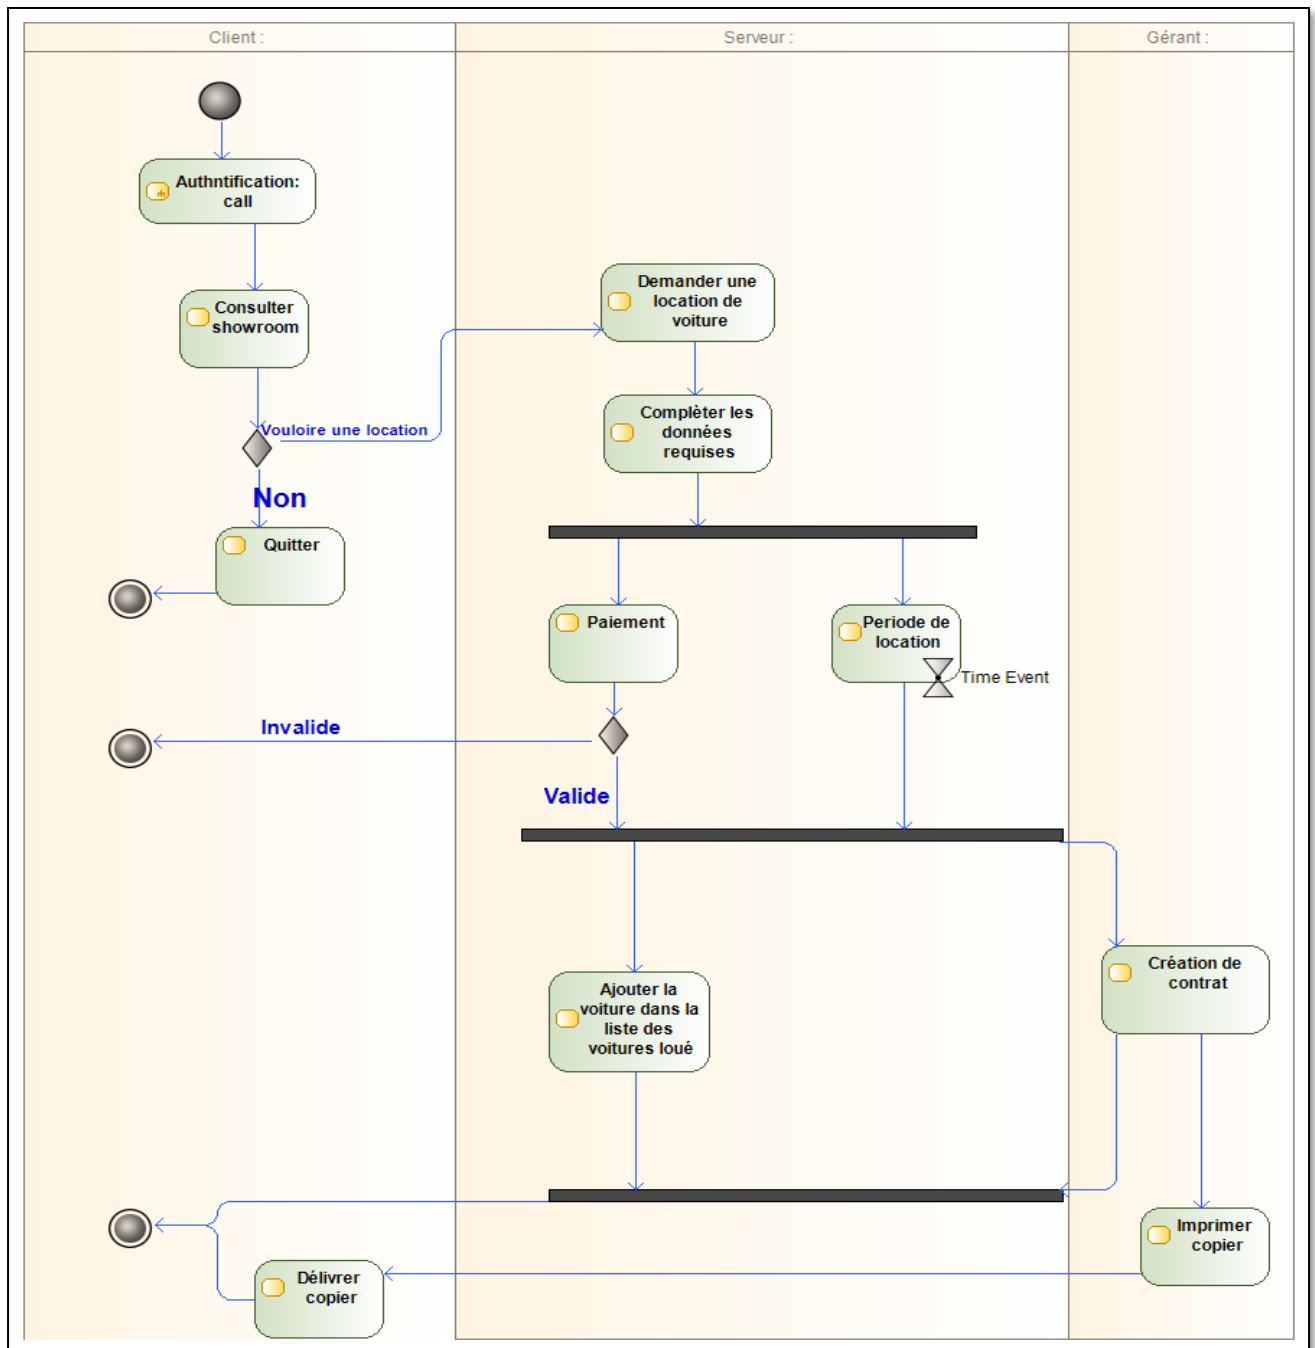 Client :
Serveur :
Gérant :
Authntification:
call
Consulter
showroom
Demander une
location de
voiture
Vouloire une location
Complèter les
données
requises
Non
Quitter
Paiement
Periode de
location
Time Event
Invalide
Valide
Création de
contrat
Ajouter la
voiture dans la
liste des
voitures loué
Imprimer
copier
Délivrer
copier